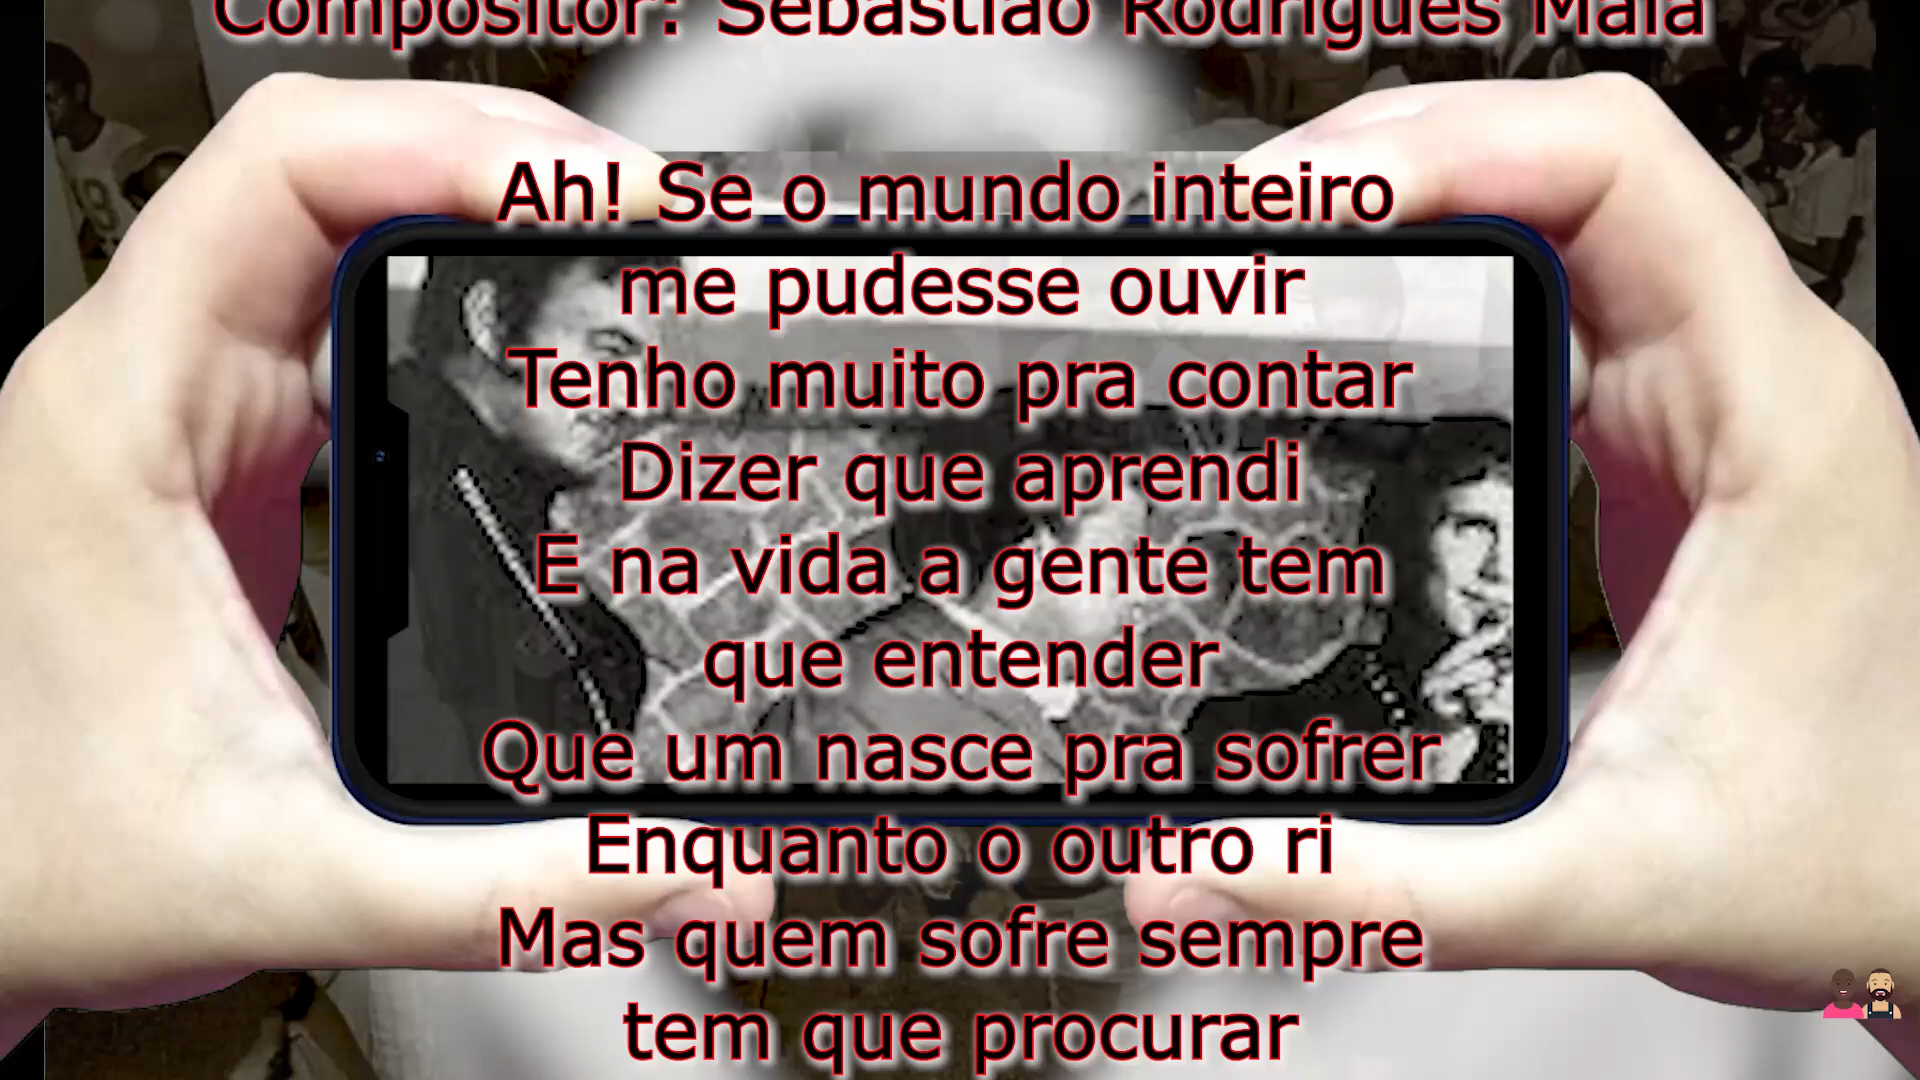 Compositor: Sebastião Rodrigues Maia
Ah! Se o mundo inteiro
me pudesse ouvir
Tenho muito pra contar
Dizer que aprendi
E na vida a gente tem
que entender
Que um nasce pra sofrer
Enquanto o outro ri
Mas quem sofre sempre
tem que procurar